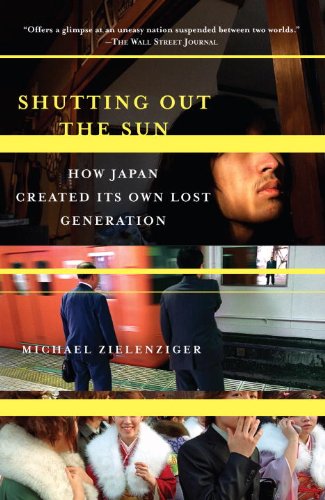 "Offers a glimpse at an uneasy nation suspended between two worlds."
—The Wall Street Journal
SHUTTING OUT
THE SUN
HOW JAPAN
CREATED ITS OWN LOST
GENERATION
MICHAEL ZIELENZIGER